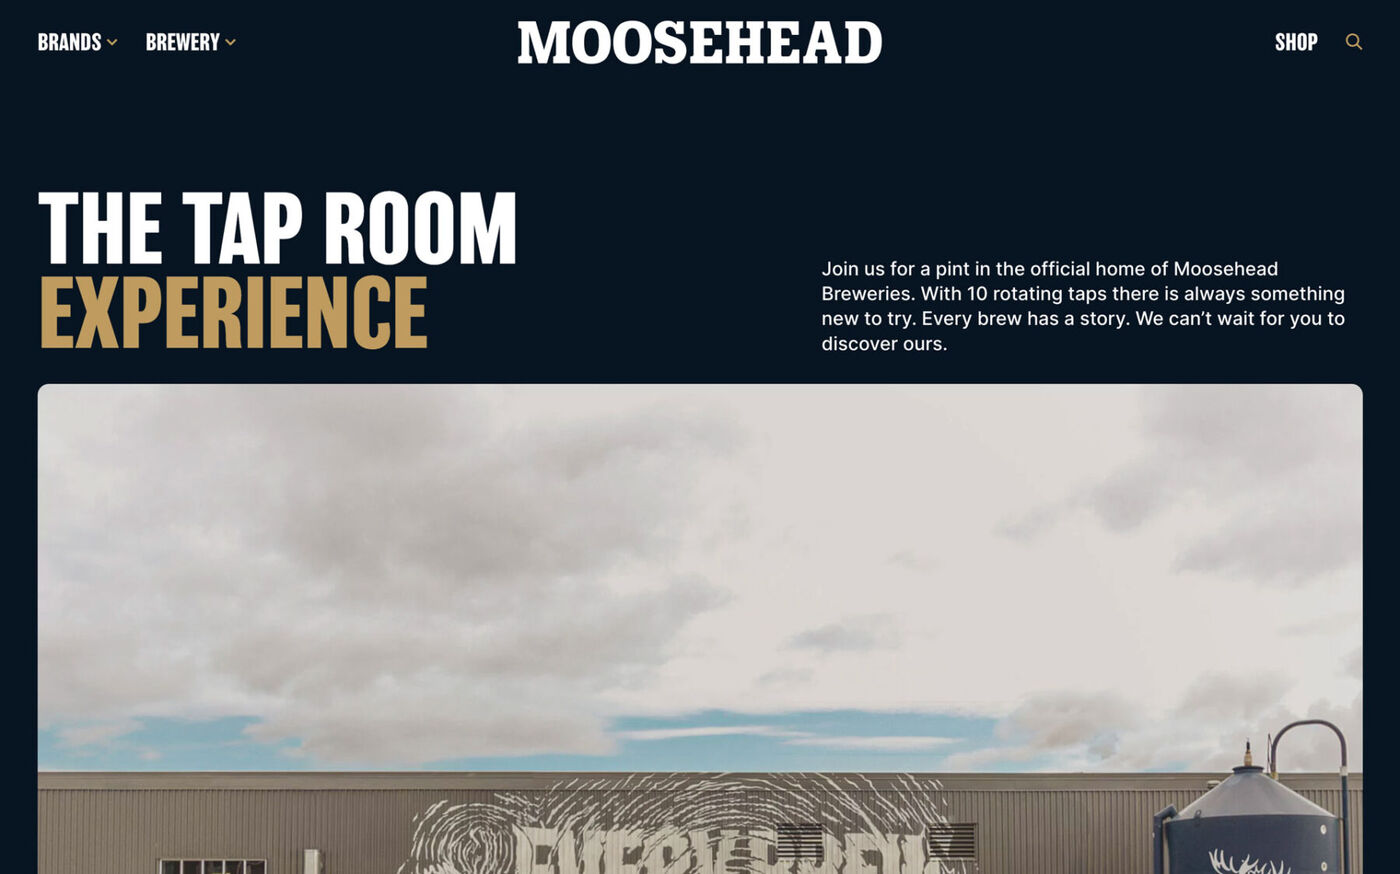 BRANDS
BREWERY
MOOSEHEAD
SHOP
THE TAP ROOM
EXPERIENCE
Join us for a pint in the official home of Moosehead
Breweries. With 10 rotating taps there is always something
new to try. Every brew has a story. We can’t wait for you to
discover ours.